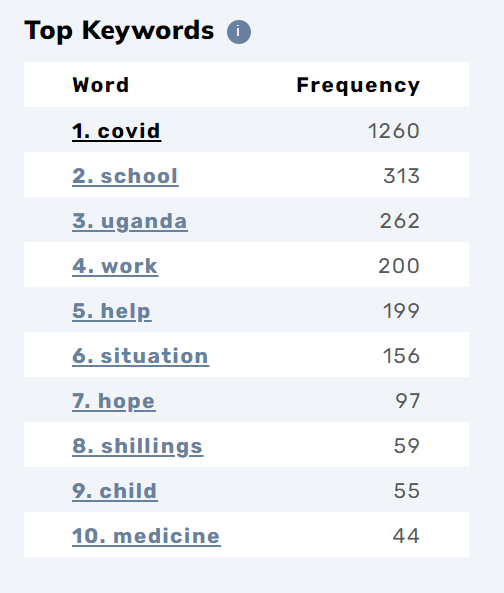 Top Keywords i
Word Frequency
1. covid 1260
2. school 313
3. uganda 262
4. work 200
5. help 199
6. situation 156
7. hope 97
8. shillings 59
9. child 55
10. medicine 44